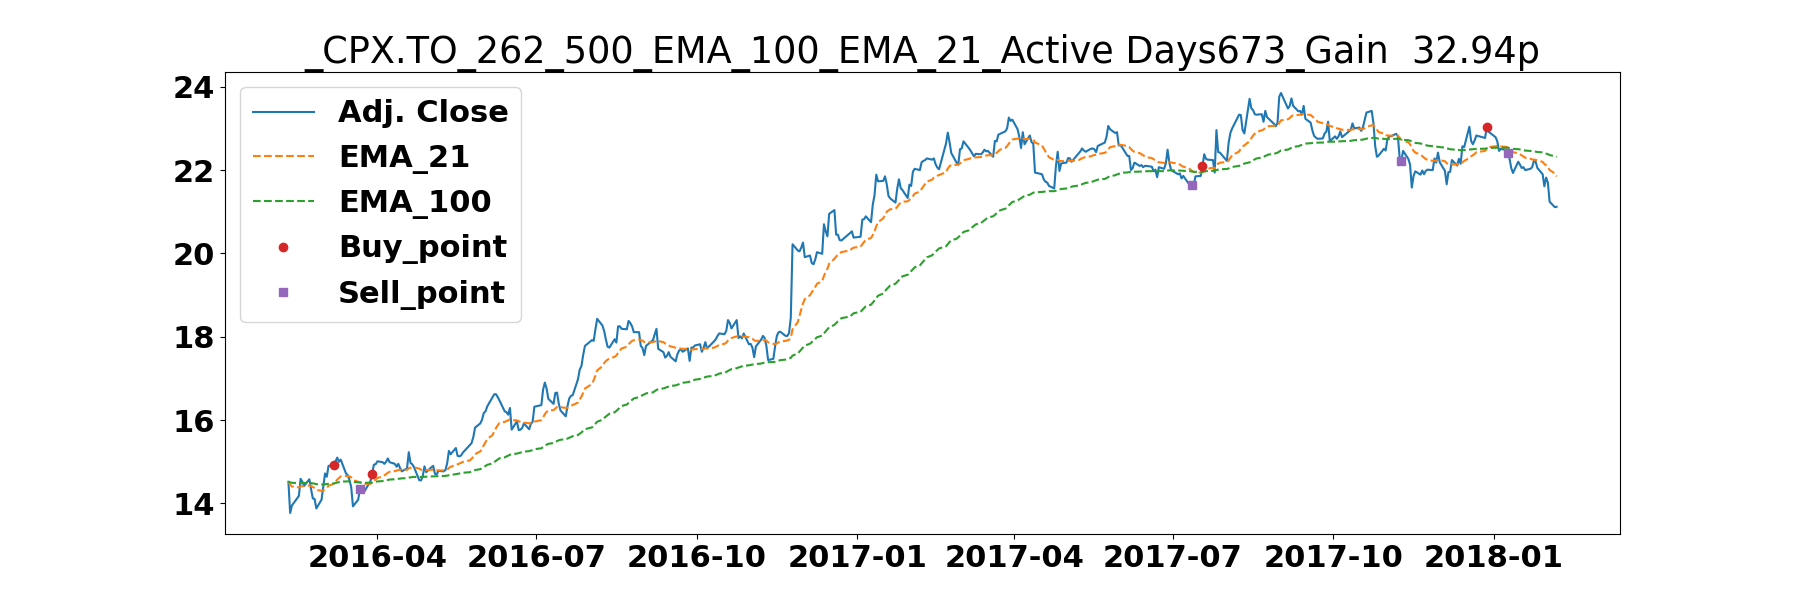 _CPX.TO_262_500_EMA_100_EMA_21_Active Days673_Gain  32.94p
24
22
20
18
16
14
Adj. Close
EMA_21
EMA_100
Buy_point
Sell_point
2016-04 2016-07 2016-10 2017-01 2017-04 2017-07 2017-10 2018-01